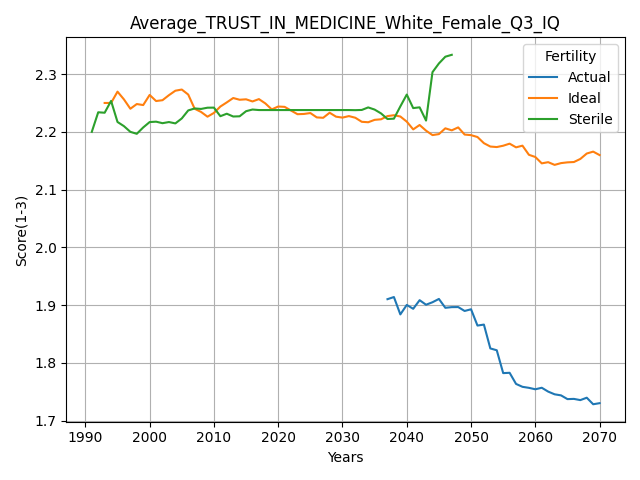 Average_TRUST_IN_MEDICINE_White_Female_Q3_IQ
Fertility
Actual
Ideal
Sterile
Score(1-3)
2.3
2.2
2.1
2.0
1.9
1.8
1.7
1990 2000 2010 2020 2030 2040 2050 2060 2070
Years